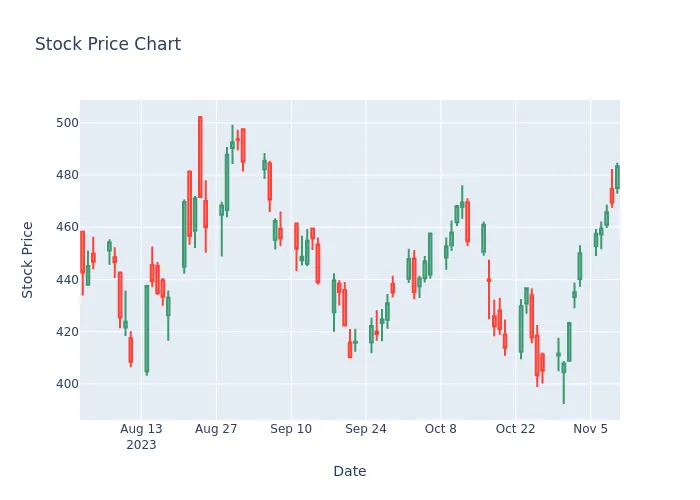 Stock Price Chart
Stock Price
500
480
460
440
420
400
Aug 13
2023
Aug 27
Sep 10
Sep 24
Oct 8
Oct 22
Nov 5
Date